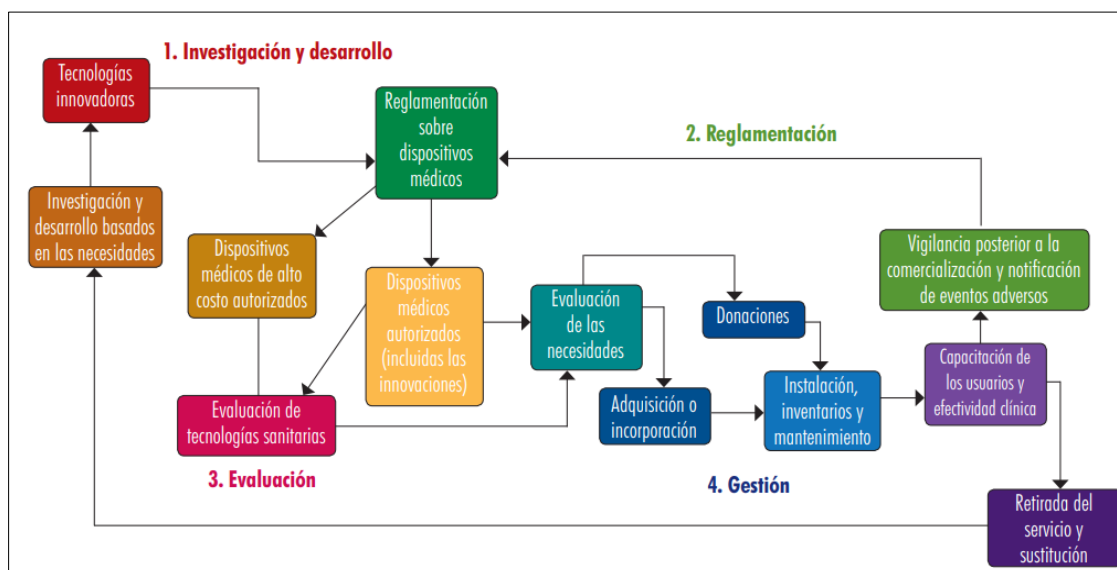 1. Investigación y desarrollo
Tecnologías
innovadoras
Reglamentación
sobre
dispositivos
médicos
2. Reglamentación
Investigación y
desarrollo basados
en las necesidades
Dispositivos
médicos de alto
costo autorizados
Dispositivos
médicos
autorizados
(incluidas las
innovaciones)
Evaluación
de las
necesidades
Donaciones
Vigilancia posterior a la
comercialización y notificación
de eventos adversos
Evaluación de
tecnologías sanitarias
Adquisición o
incorporación
Instalación,
inventarios y
mantenimiento
Capacitación de
los usuarios y
efectividad clínica
3. Evaluación
4. Gestión
Retirada del
servicio y
sustitución